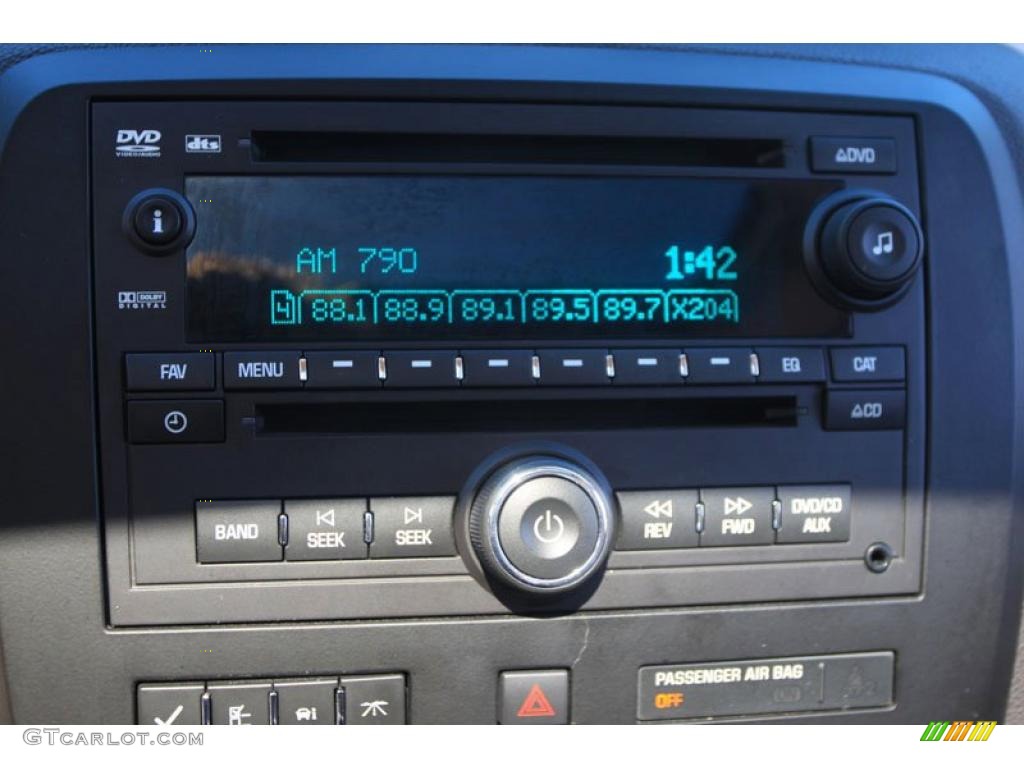 DVD VIDEO/AUDIO dts
△DVD
i
AM 790 1:42
DOLBY DIGITAL
4 88.1 88.9 89.1 89.5 89.7 X204
FAV MENU EQ CAT
△CD
BAND SEEK SEEK REV FWD DVD/CD AUX
PASSENGER AIR BAG
OFF
GTCARLOT.COM